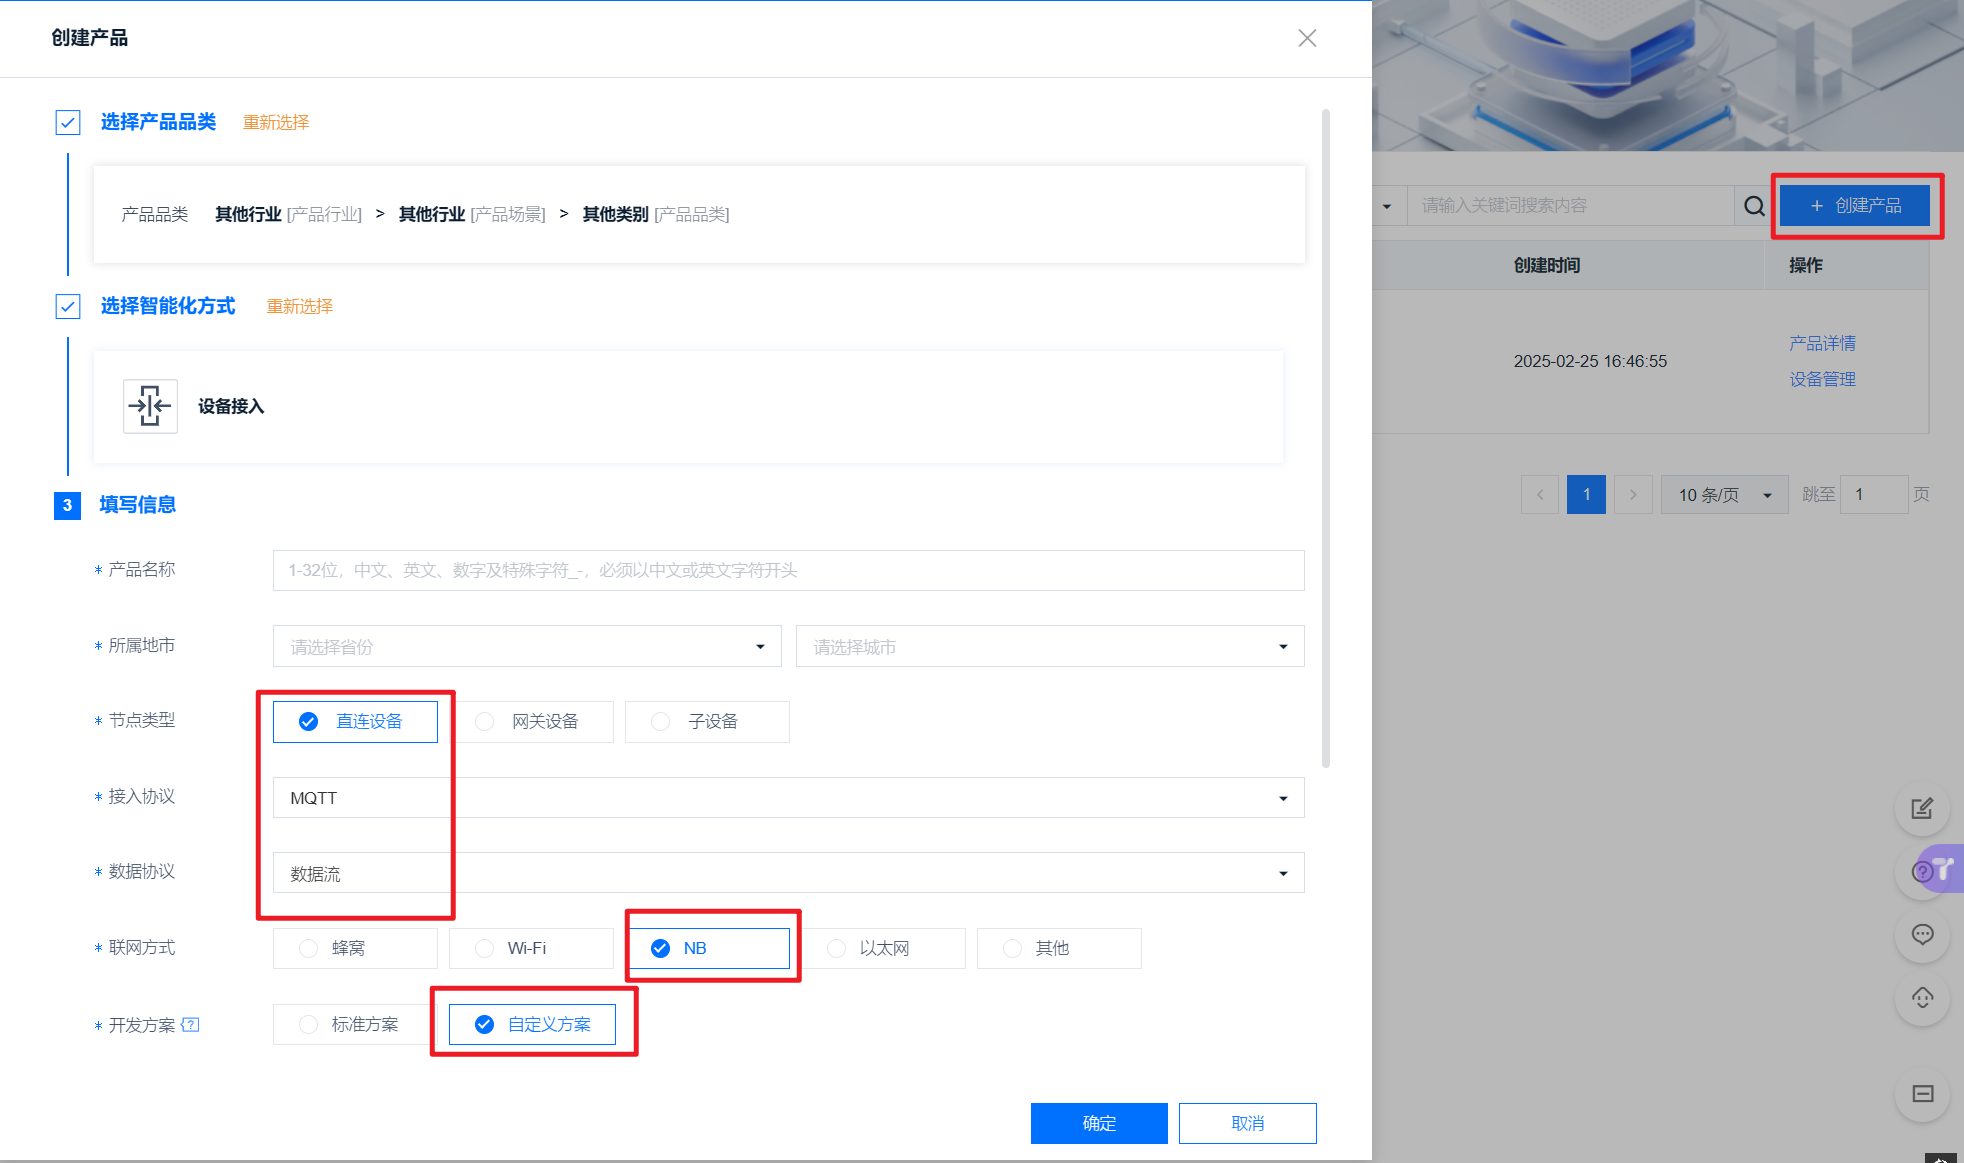 创建产品
选择产品品类 重新选择
产品品类 其他行业 [产品行业] > 其他行业 [产品场景] > 其他类别 [产品品类]
选择智能化方式 重新选择
设备接入
3 填写信息
* 产品名称 1-32位，中文、英文、数字及特殊字符_-，必须以中文或英文字符开头
* 所属地市 请选择省份 请选择城市
* 节点类型 直连设备 网关设备 子设备
* 接入协议 MQTT
* 数据协议 数据流
* 联网方式 蜂窝 Wi-Fi NB 以太网 其他
* 开发方案 ? 标准方案 自定义方案
确定 取消
请输入关键词搜索内容 + 创建产品
创建时间 操作
2025-02-25 16:46:55
产品详情
设备管理
< 1 > 10 条/页 跳至 1 页